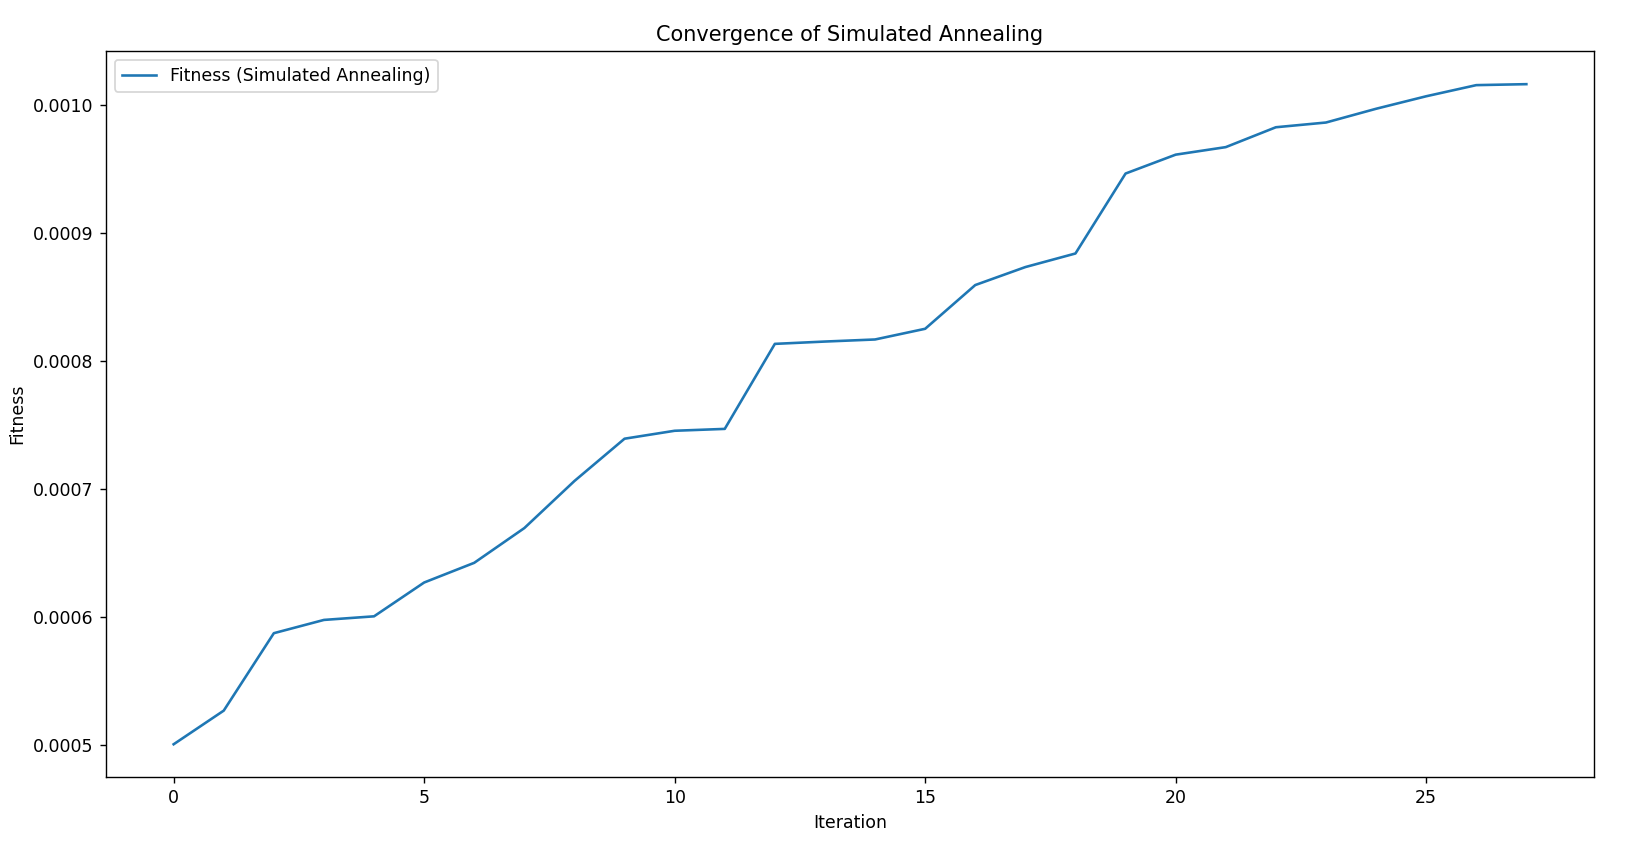 Convergence of Simulated Annealing
Fitness (Simulated Annealing)
0.0010
0.0009
0.0008
0.0007
0.0006
0.0005
Fitness
0 5 10 15 20 25
Iteration